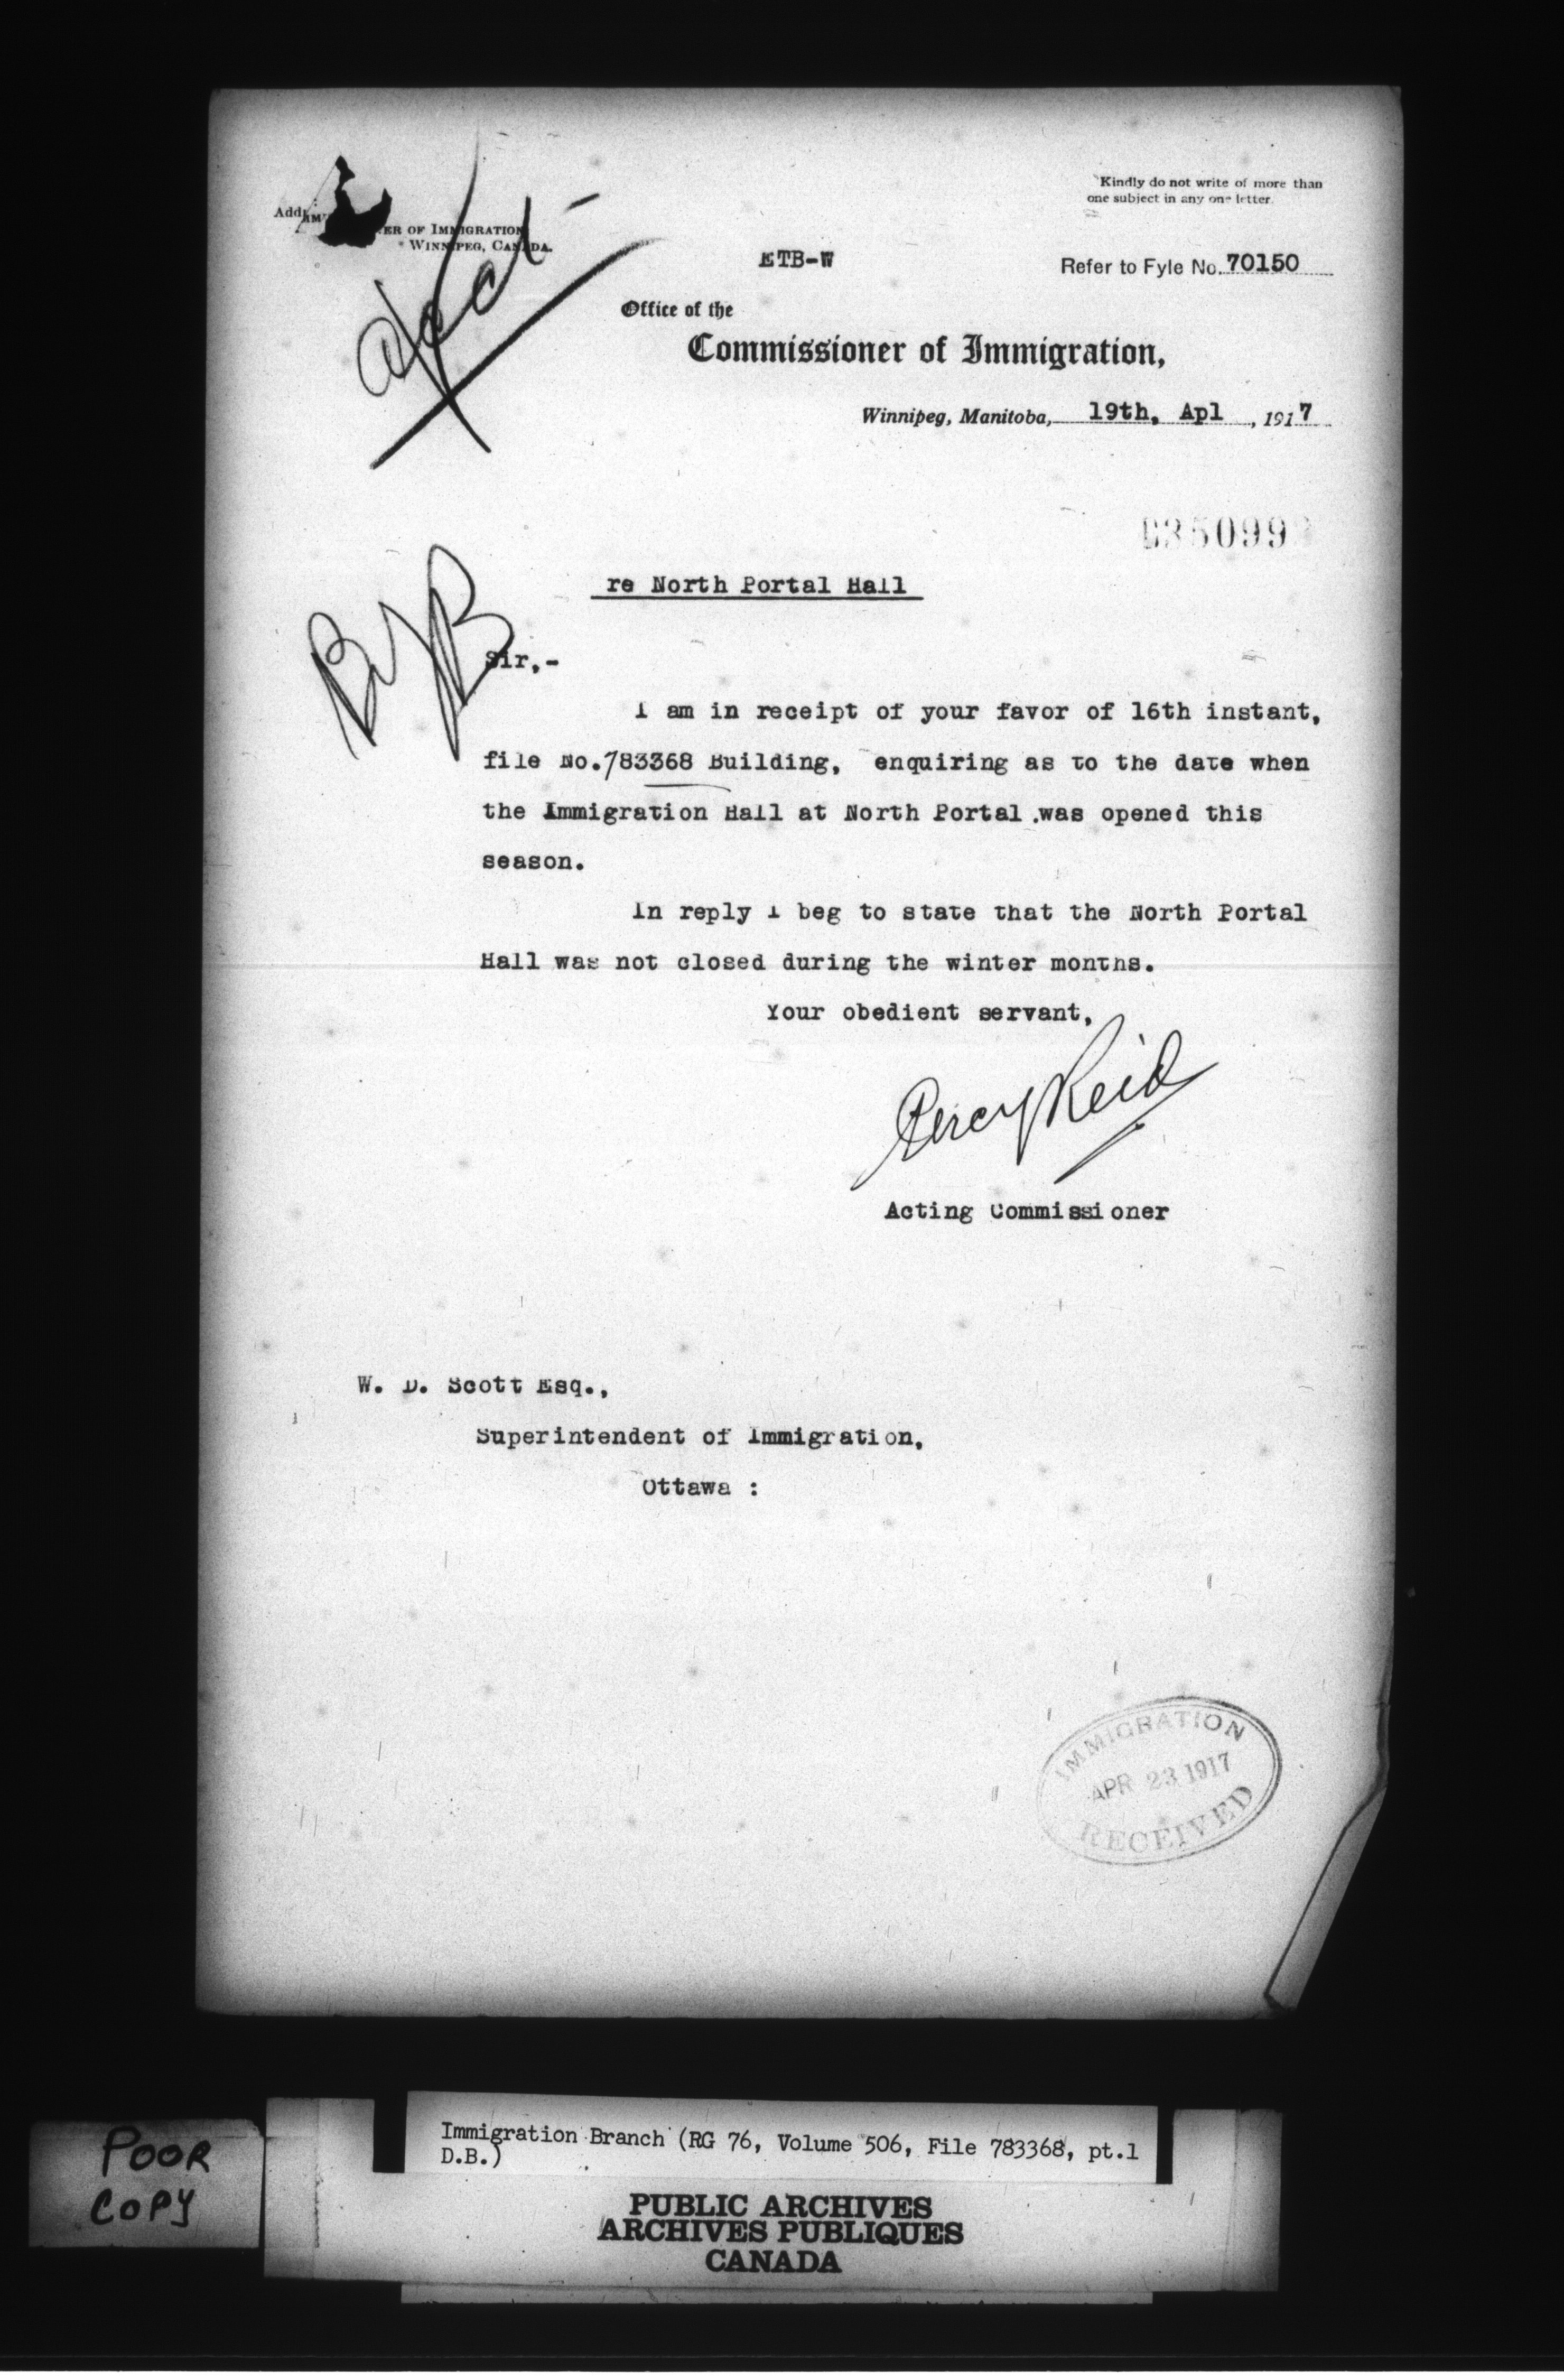 Kindly do not write of more than
one subject in any one letter.
ER OF IMMIGRATION
WINNIPEG, CANADA.
ETB-W
Refer to Fyle No. 70150
Office of the
Commissioner of Immigration,
Winnipeg, Manitoba, 19th, Apl , 1917
re North Portal Hall
Sir,-
I am in receipt of your favor of 16th instant,
file No.783368 Building, enquiring as to the date when
the Immigration Hall at North Portal .was opened this
season.
In reply I beg to state that the North Portal
Hall was not closed during the winter months.
Your obedient servant,
Percy Reid
Acting Commissioner
W. D. Scott Esq.,
Superintendent of Immigration,
Ottawa :
IMMIGRATION
APR 23 1917
RECEIVED
POOR
COPY
Immigration Branch (RG 76, Volume 506, File 783368, pt.1
D.B.)
PUBLIC ARCHIVES
ARCHIVES PUBLIQUES
CANADA